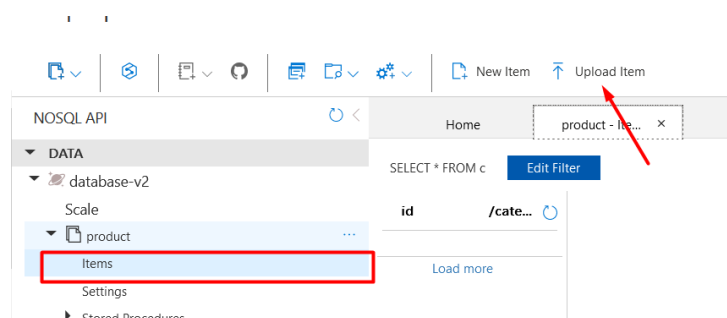 New Item Upload Item
NOSQL API
Home product - Ite... ×
DATA
SELECT * FROM c Edit Filter
database-v2
Scale
id /cate...
product ...
Items
Load more
Settings
Stored Procedures